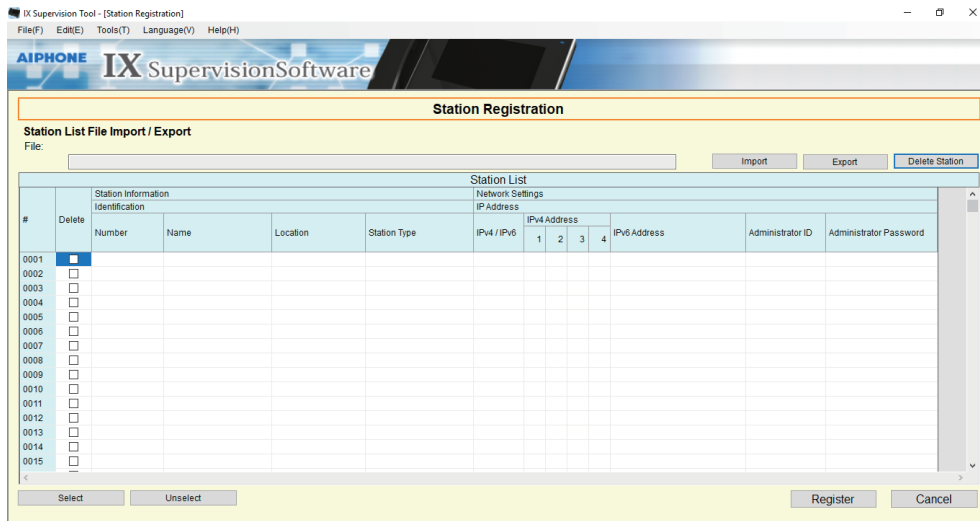 IX Supervision Tool - [Station Registration]
File(F) Edit(E) Tools(T) Language(V) Help(H)
AIPHONE IX SupervisionSoftware
Station Registration
Station List File Import / Export
File:
Import Export Delete Station
Station List
Station Information Network Settings
Identification IP Address
# Delete Number Name Location Station Type IPv4 / IPv6 IPv4 Address IPv6 Address Administrator ID Administrator Password
1 2 3 4
0001
0002
0003
0004
0005
0006
0007
0008
0009
0010
0011
0012
0013
0014
0015
Select Unselect Register Cancel